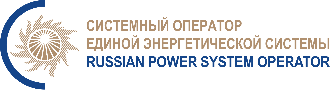 СИСТЕМНЫЙ ОПЕРАТОР
ЕДИНОЙ ЭНЕРГЕТИЧЕСКОЙ СИСТЕМЫ
RUSSIAN POWER SYSTEM OPERATOR